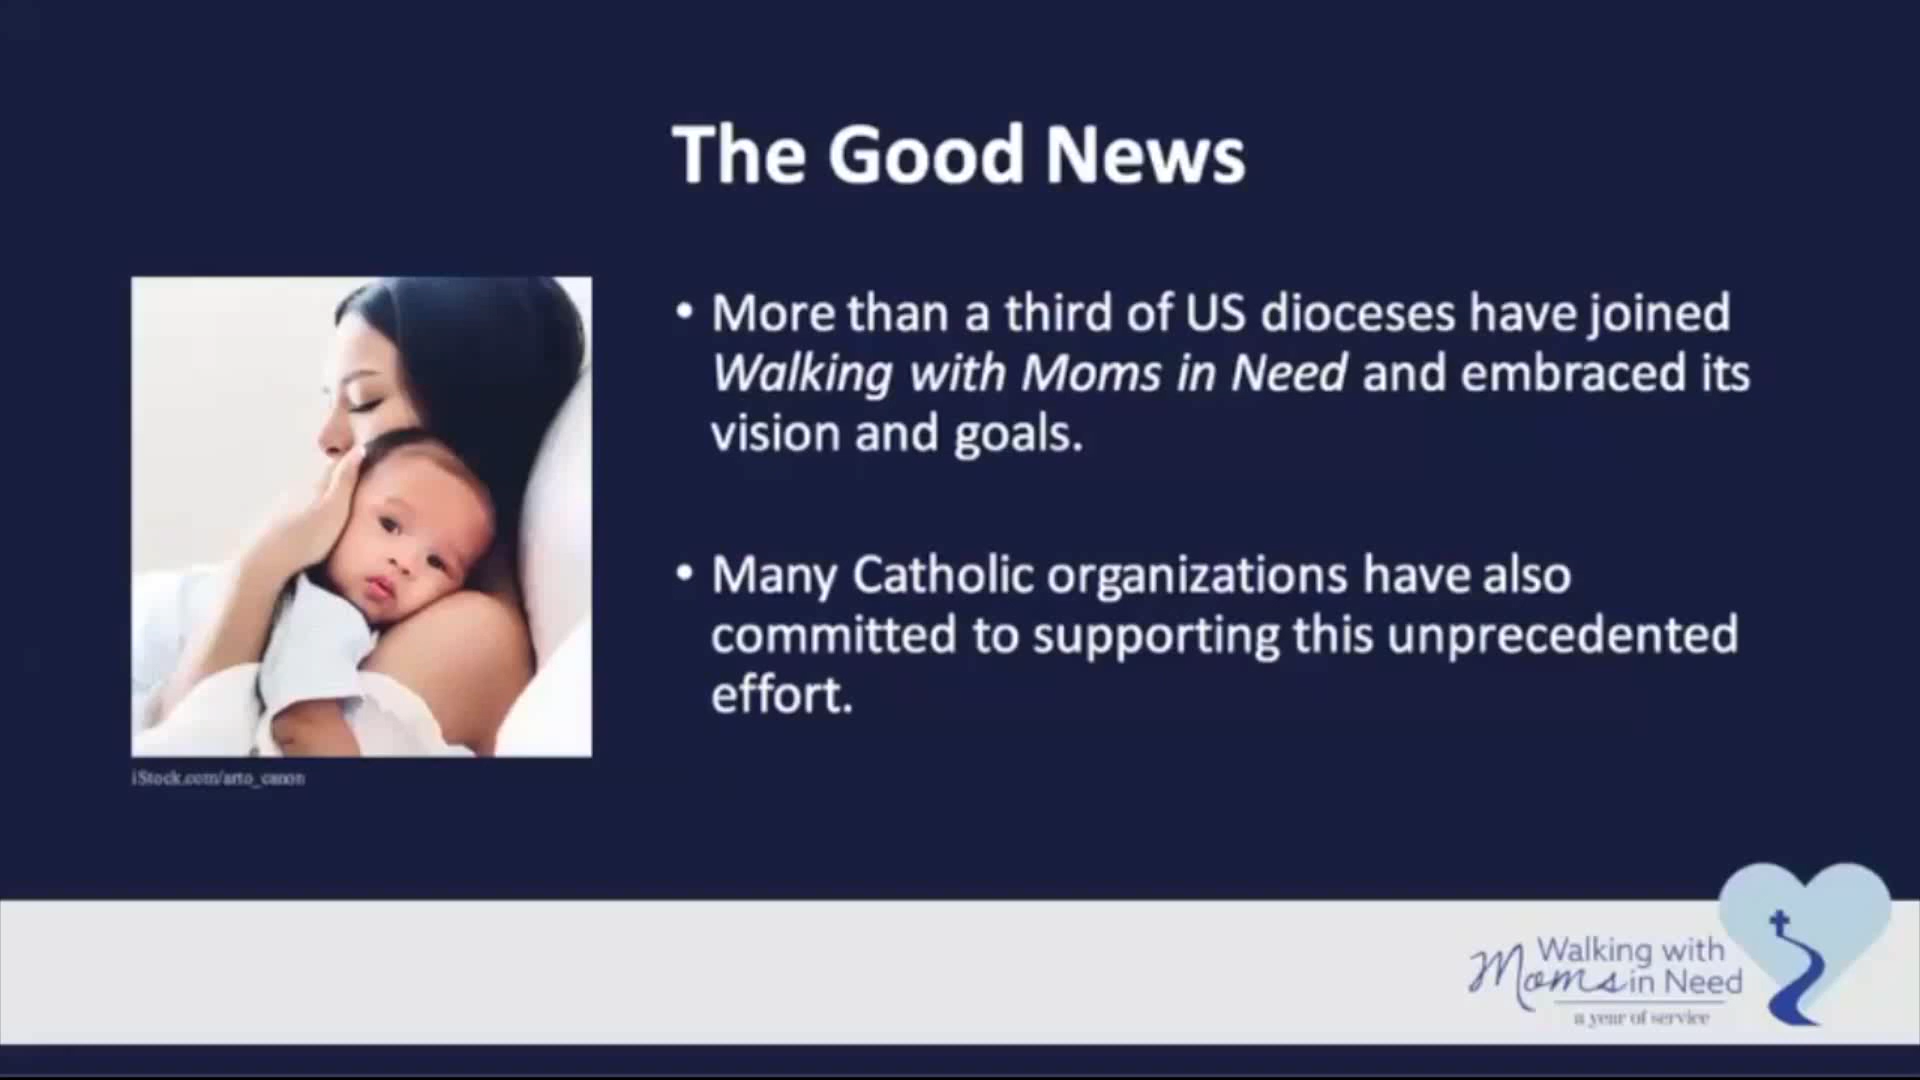 The Good News
• More than a third of US dioceses have joined
Walking with Moms in Need and embraced its
vision and goals.
• Many Catholic organizations have also
committed to supporting this unprecedented
effort.
iStock.com/arto_canon
Walking with
Moms in Need
a year of service